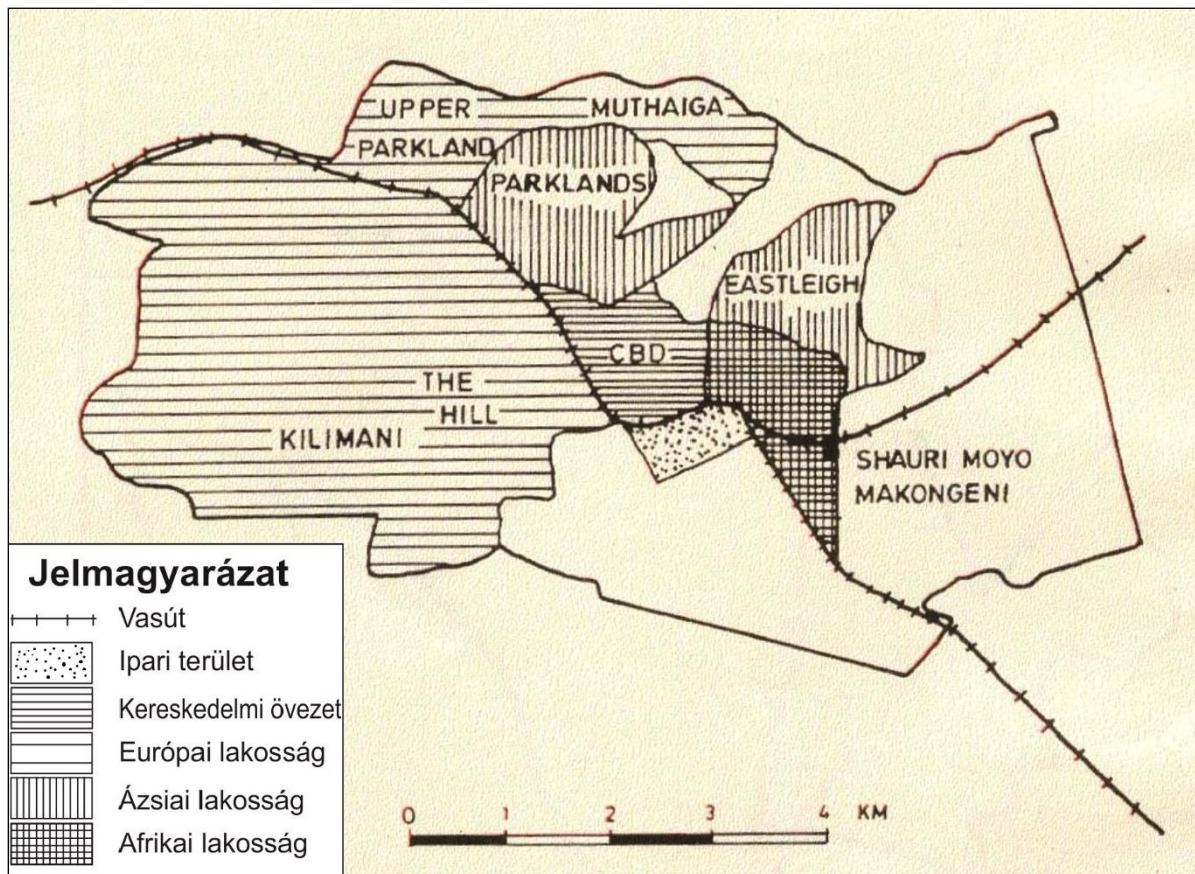 UPPER MUTHAIGA
PARKLAND
PARKLANDS
EASTLEIGH
CBD
THE
HILL
KILIMANI
SHAURI MOYO
MAKONGENI
Jelmagyarázat
Vasút
Ipari terület
Kereskedelmi övezet
Európai lakosság
Ázsiai lakosság
Afrikai lakosság
0 1 2 3 4 KM